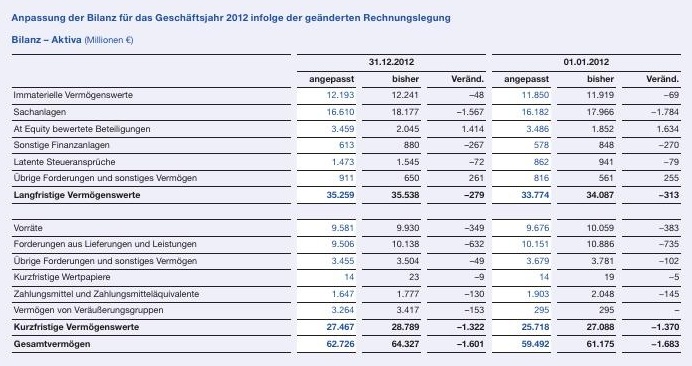 Anpassung der Bilanz für das Geschäftsjahr 2012 infolge der geänderten Rechnungslegung
Bilanz – Aktiva (Millionen €)
31.12.2012 01.01.2012
angepasst bisher Veränd. angepasst bisher Veränd.
Immaterielle Vermögenswerte 12.193 12.241 –48 11.850 11.919 –69
Sachanlagen 16.610 18.177 –1.567 16.182 17.966 –1.784
At Equity bewertete Beteiligungen 3.459 2.045 1.414 3.486 1.852 1.634
Sonstige Finanzanlagen 613 880 –267 578 848 –270
Latente Steueransprüche 1.473 1.545 –72 862 941 –79
Übrige Forderungen und sonstiges Vermögen 911 650 261 816 561 255
Langfristige Vermögenswerte 35.259 35.538 –279 33.774 34.087 –313
Vorräte 9.581 9.930 –349 9.676 10.059 –383
Forderungen aus Lieferungen und Leistungen 9.506 10.138 –632 10.151 10.886 –735
Übrige Forderungen und sonstiges Vermögen 3.455 3.504 –49 3.679 3.781 –102
Kurzfristige Wertpapiere 14 23 –9 14 19 –5
Zahlungsmittel und Zahlungsmitteläquivalente 1.647 1.777 –130 1.903 2.048 –145
Vermögen von Veräußerungsgruppen 3.264 3.417 –153 295 295 –
Kurzfristige Vermögenswerte 27.467 28.789 –1.322 25.718 27.088 –1.370
Gesamtvermögen 62.726 64.327 –1.601 59.492 61.175 –1.683